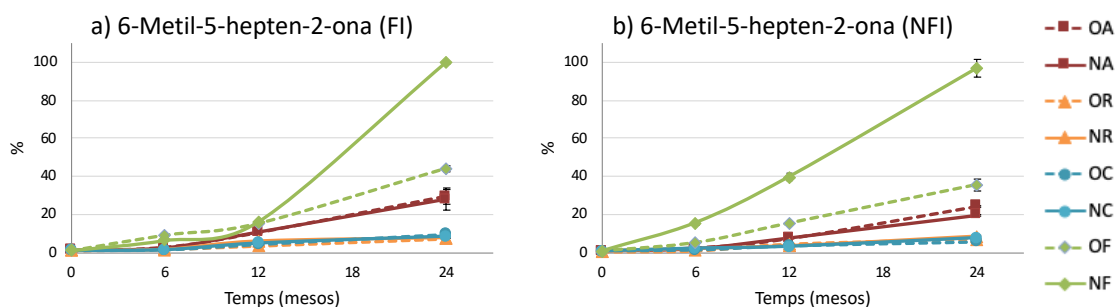 a) 6-Metil-5-hepten-2-ona (FI)
100
80
60
40
20
0
%
0 6 12 18 24
Temps (mesos)
b) 6-Metil-5-hepten-2-ona (NFI)
100
80
60
40
20
0
%
0 6 12 18 24
Temps (mesos)
OA
NA
OR
NR
OC
NC
OF
NF